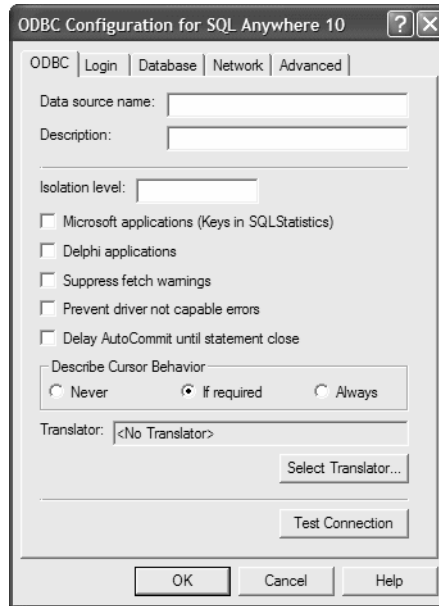 ODBC Configuration for SQL Anywhere 10 ? X
ODBC Login Database Network Advanced
Data source name:
Description:
Isolation level:
Microsoft applications (Keys in SQLStatistics)
Delphi applications
Suppress fetch warnings
Prevent driver not capable errors
Delay AutoCommit until statement close
Describe Cursor Behavior
Never If required Always
Translator: <No Translator>
Select Translator...
Test Connection
OK Cancel Help